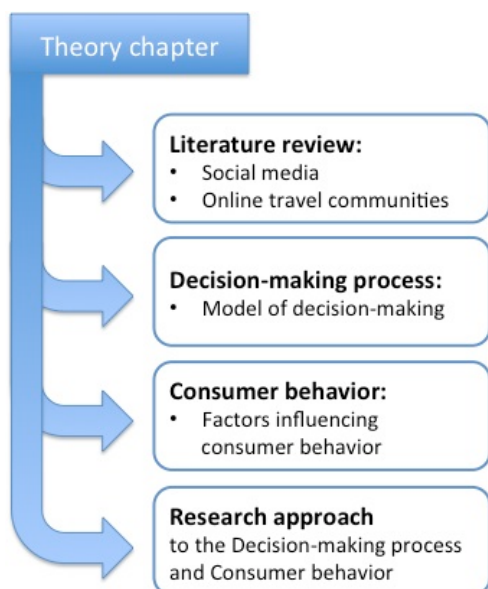 Theory chapter
Literature review:
• Social media
• Online travel communities
Decision-making process:
• Model of decision-making
Consumer behavior:
• Factors influencing
consumer behavior
Research approach
to the Decision-making process
and Consumer behavior